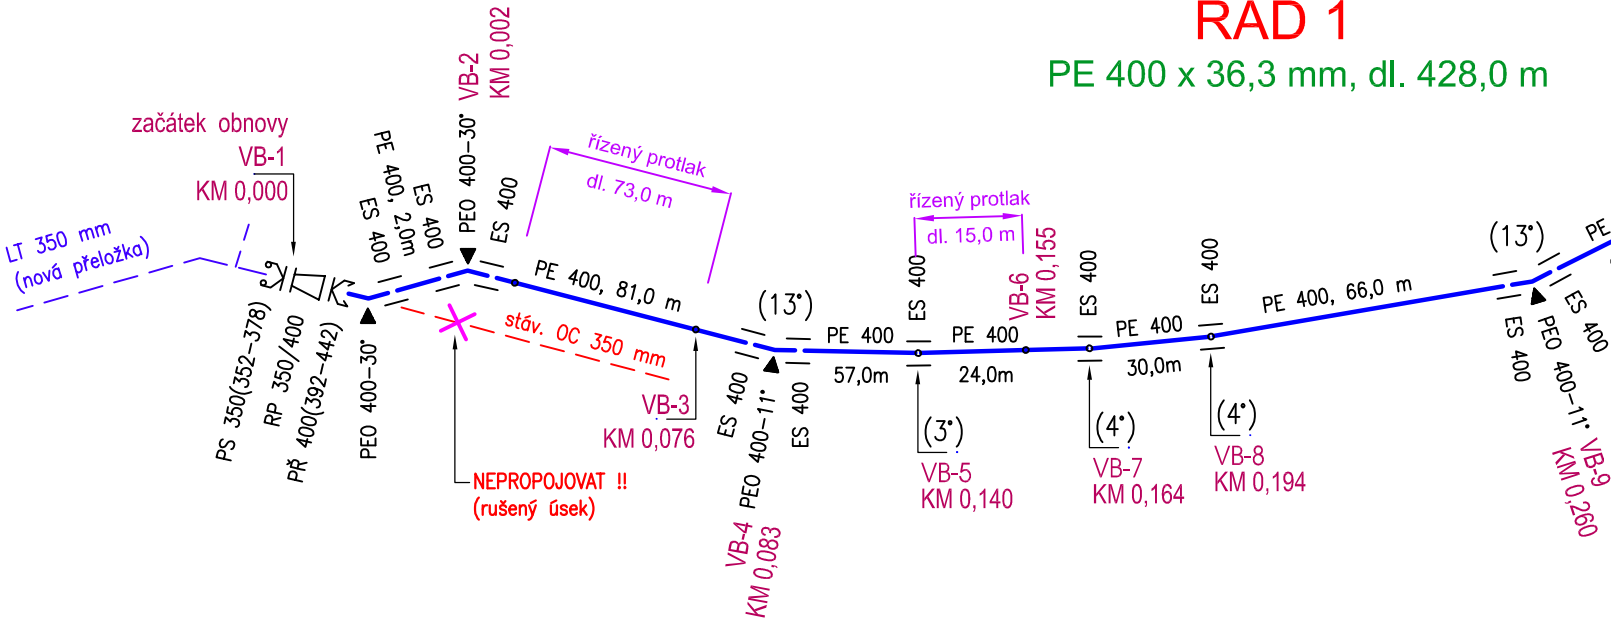 RAD 1
PE 400 x 36,3 mm, dl. 428,0 m
začátek obnovy
VB-1
KM 0,000
LT 350 mm
(nová přeložka)
PS 350(352-378)
RP 350/400
PŘ 400(392-442)
PEO 400-30°
ES 400
PE 400, 2,0m
ES 400
PEO 400-30°
VB-2
KM 0,002
ES 400
řízený protlak
dl. 73,0 m
PE 400, 81,0 m
stáv. OC 350 mm
NEPROPOJOVAT !!
(rušený úsek)
VB-3
KM 0,076
(13°)
ES 400
PEO 400-11°
VB-4
KM 0,083
ES 400
PE 400
57,0m
řízený protlak
dl. 15,0 m
ES 400
(3°)
VB-5
KM 0,140
PE 400
24,0m
VB-6
KM 0,155
ES 400
(4°)
VB-7
KM 0,164
PE 400
30,0m
ES 400
(4°)
VB-8
KM 0,194
PE 400, 66,0 m
(13°)
ES 400
PEO 400-11°
VB-9
KM 0,260
ES 400
PE